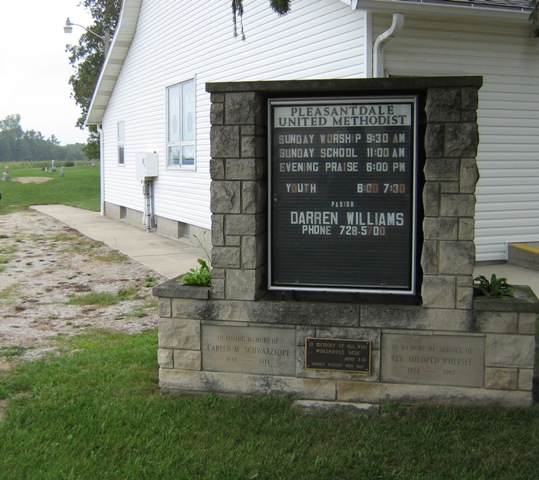 PLEASANTDALE
UNITED METHODIST
SUNDAY WORSHIP 9:30 AM
SUNDAY SCHOOL 11:00 AM
EVENING PRAISE 6:00 PM
YOUTH 6:00 7:30
PASTOR
DARREN WILLIAMS
PHONE 728-5700
IN LOVING MEMORY OF
IN MEMORY OF ALL WHO
WORSHIPPED HERE
IN MEMORY OF
REV. MILDRED